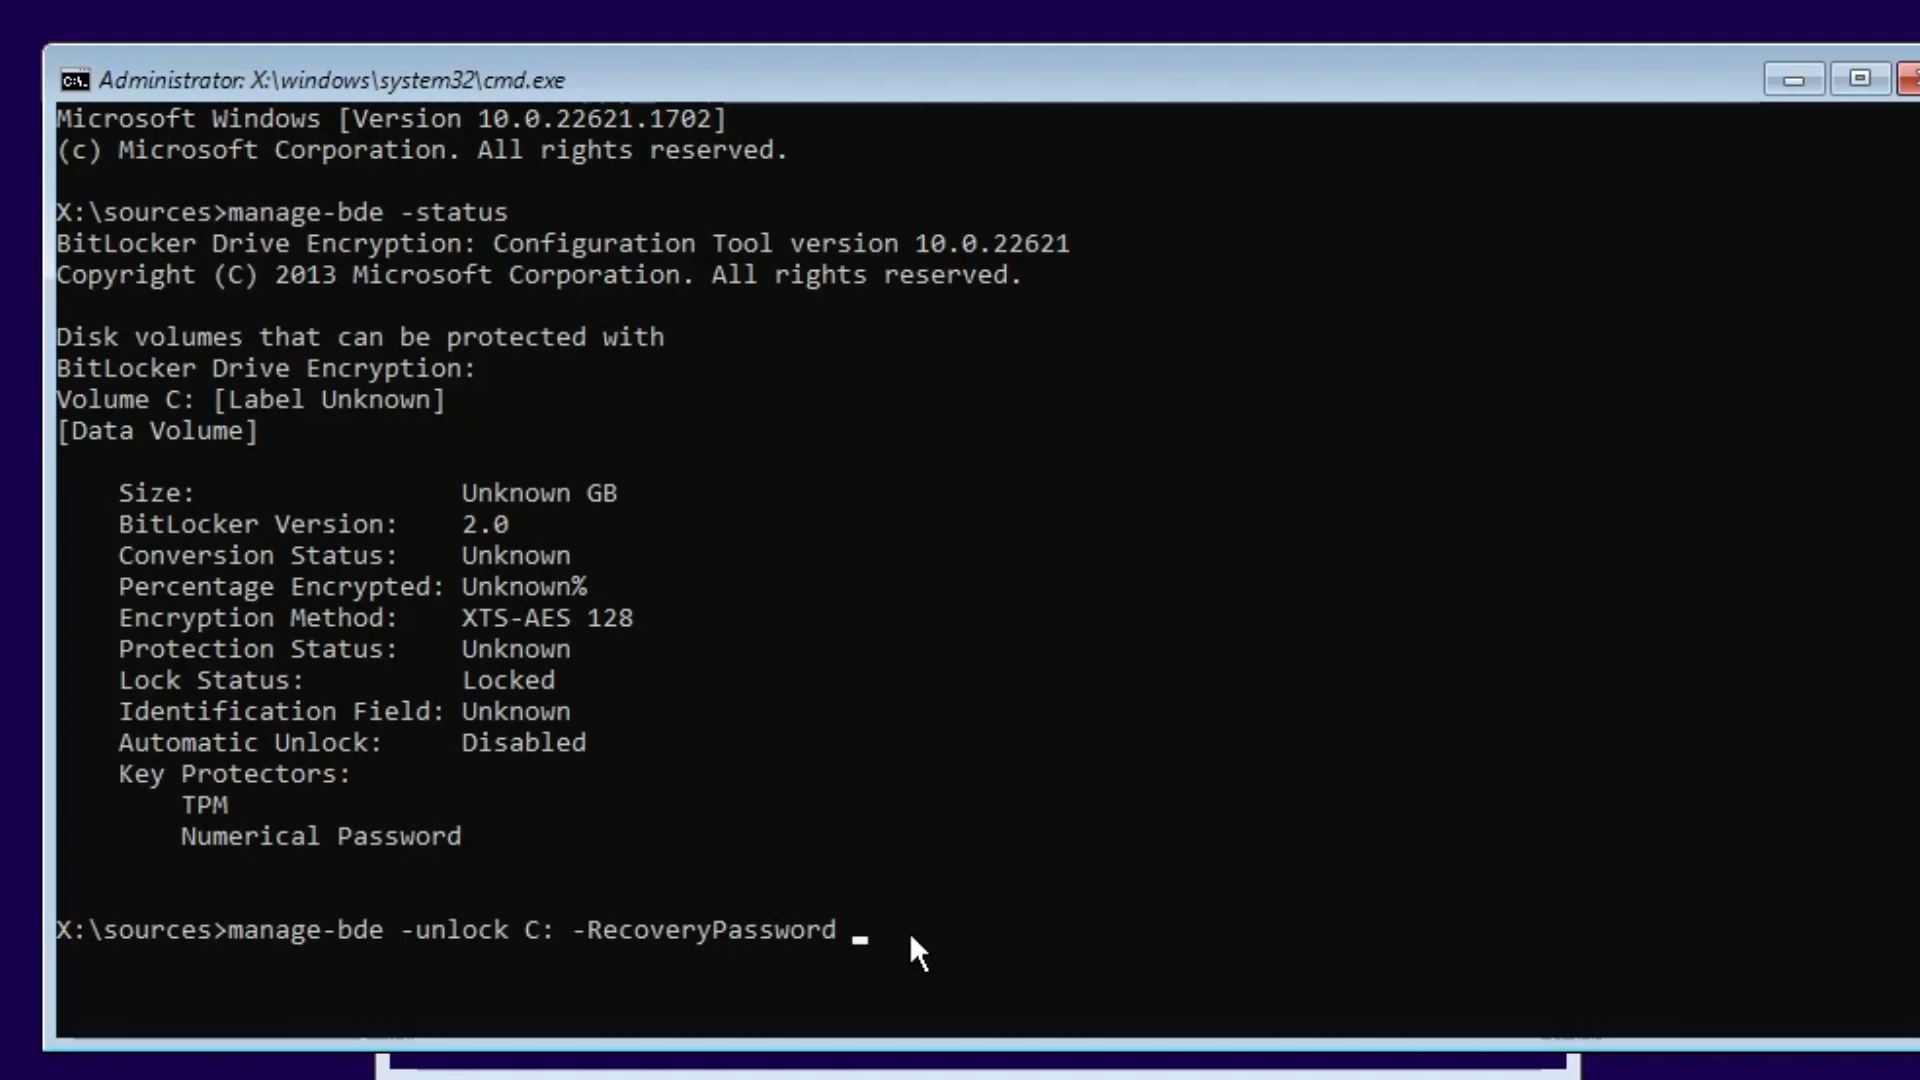 Administrator: X:\windows\system32\cmd.exe
Microsoft Windows [Version 10.0.22621.1702]
(c) Microsoft Corporation. All rights reserved.
X:\sources>manage-bde -status
BitLocker Drive Encryption: Configuration Tool version 10.0.22621
Copyright (C) 2013 Microsoft Corporation. All rights reserved.
Disk volumes that can be protected with
BitLocker Drive Encryption:
Volume C: [Label Unknown]
[Data Volume]
Size: Unknown GB
BitLocker Version: 2.0
Conversion Status: Unknown
Percentage Encrypted: Unknown%
Encryption Method: XTS-AES 128
Protection Status: Unknown
Lock Status: Locked
Identification Field: Unknown
Automatic Unlock: Disabled
Key Protectors:
TPM
Numerical Password
X:\sources>manage-bde -unlock C: -RecoveryPassword